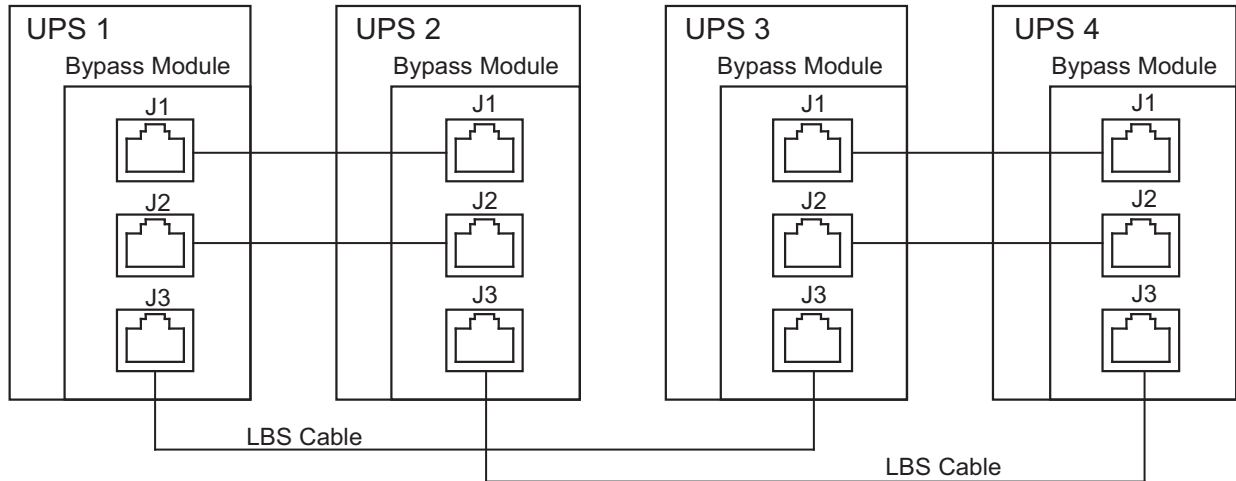 UPS 1
Bypass Module
J1
J2
J3
UPS 2
Bypass Module
J1
J2
J3
UPS 3
Bypass Module
J1
J2
J3
UPS 4
Bypass Module
J1
J2
J3
LBS Cable
LBS Cable